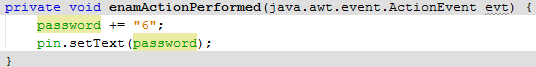 private void enamActionPerformed(java.awt.event.ActionEvent evt) {
password += "6";
pin.setText(password);
}